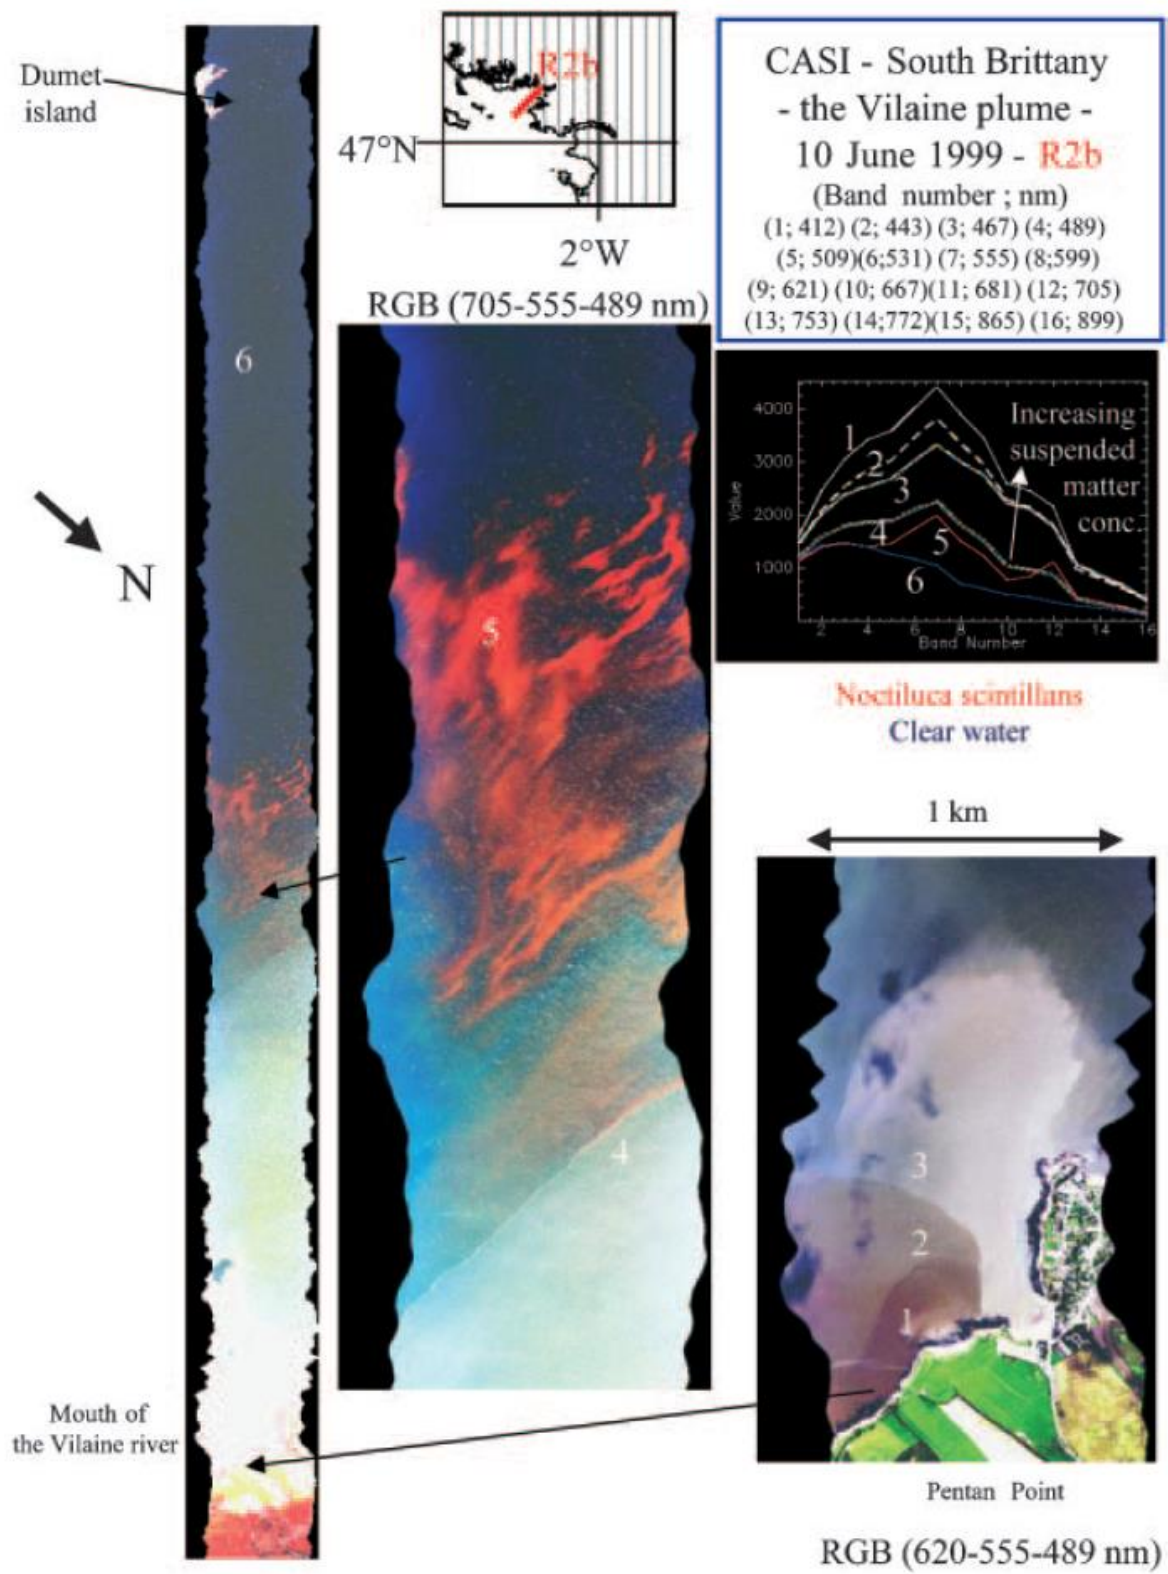 Dumet
island
R2b
47°N
2°W
CASI - South Brittany
- the Vilaine plume -
10 June 1999 - R2b
(Band number ; nm)
(1; 412) (2; 443) (3; 467) (4; 489)
(5; 509)(6;531) (7; 555) (8;599)
(9; 621) (10; 667)(11; 681) (12; 705)
(13; 753) (14;772)(15; 865) (16; 899)
RGB (705-555-489 nm)
6
N
5
4
4000
3000
2000
1000
Value
1
2
3
4
5
6
Increasing
suspended
matter
conc.
2 4 6 8 10 12 14 16
Band Number
Noctiluca scintillans
Clear water
1 km
3
2
1
Mouth of
the Vilaine river
Pentan Point
RGB (620-555-489 nm)